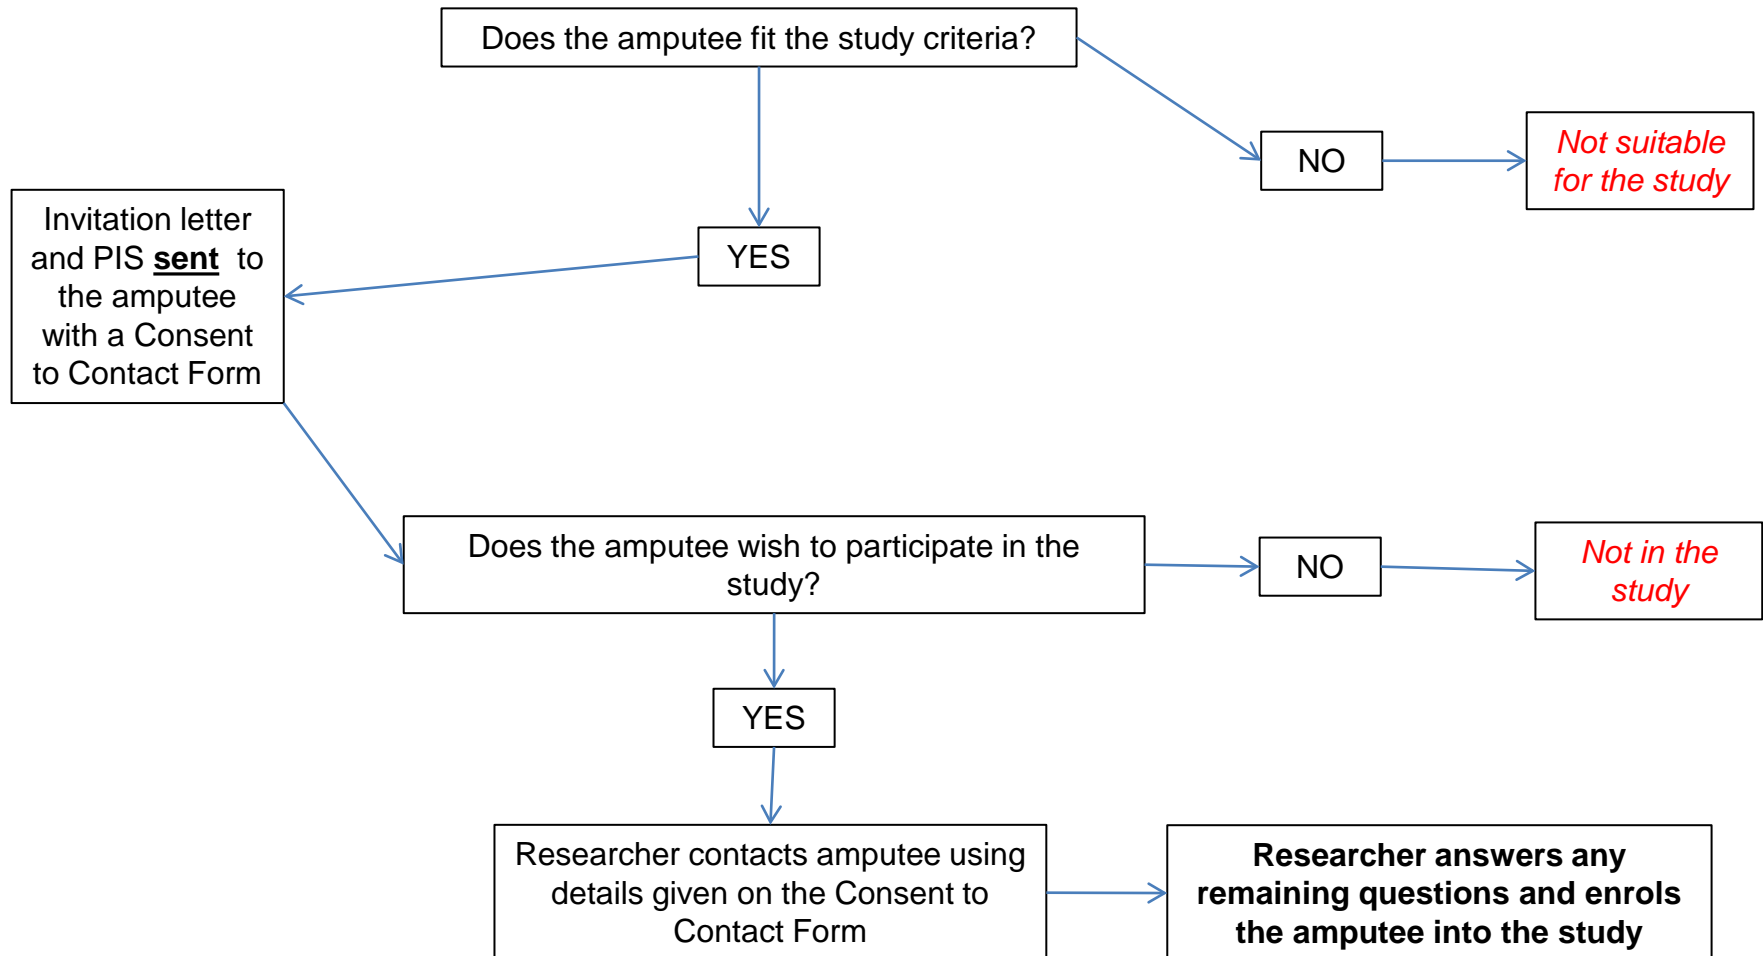 Does the amputee fit the study criteria?
NO
Not suitable
for the study
YES
Invitation letter
and PIS sent to
the amputee
with a Consent
to Contact Form
Does the amputee wish to participate in the
study?
NO
Not in the
study
YES
Researcher contacts amputee using
details given on the Consent to
Contact Form
Researcher answers any
remaining questions and enrols
the amputee into the study